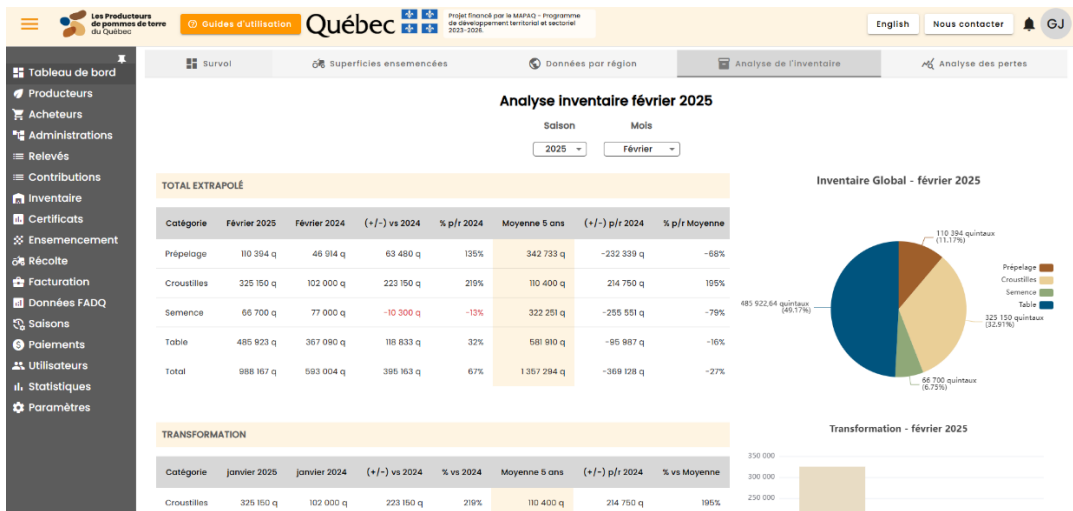 Les Producteurs
de pommes de terre
du Québec
Guides d'utilisation
Québec
Projet financé par le MAPAQ - Programme
de développement territorial et sectoriel
2023-2026.
English
Nous contacter
GJ
Tableau de bord
Producteurs
Acheteurs
Administrations
Relevés
Contributions
Inventaire
Certificats
Ensemencement
Récolte
Facturation
Données FADQ
Saisons
Paiements
Utilisateurs
Statistiques
Paramètres
Survol
Superficies ensemencées
Données par région
Analyse de l'inventaire
Analyse des pertes
Analyse inventaire février 2025
Saison Mois
2025 Février
TOTAL EXTRAPOLÉ
Catégorie Février 2025 Février 2024 (+/-) vs 2024 % p/r 2024 Moyenne 5 ans (+/-) p/r 2024 % p/r Moyenne
Prépelage 110 394 q 46 914 q 63 480 q 135% 342 733 q -232 339 q -68%
Croustilles 325 150 q 102 000 q 223 150 q 219% 110 400 q 214 750 q 195%
Semence 66 700 q 77 000 q -10 300 q -13% 322 251 q -255 551 q -79%
Table 485 923 q 367 090 q 118 833 q 32% 581 910 q -95 987 q -16%
Total 988 167 q 593 004 q 395 163 q 67% 1 357 294 q -369 128 q -27%
Inventaire Global - février 2025
110 394 quintaux
(11.17%)
Prépelage
Croustilles
Semence
Table
485 922,64 quintaux
(49.17%)
325 150 quintaux
(32.91%)
66 700 quintaux
(6.75%)
TRANSFORMATION
Catégorie janvier 2025 janvier 2024 (+/-) vs 2024 % vs 2024 Moyenne 5 ans (+/-) p/r 2024 % vs Moyenne
Croustilles 325 150 q 102 000 q 223 150 q 219% 110 400 q 214 750 q 195%
Transformation - février 2025
350 000
300 000
250 000